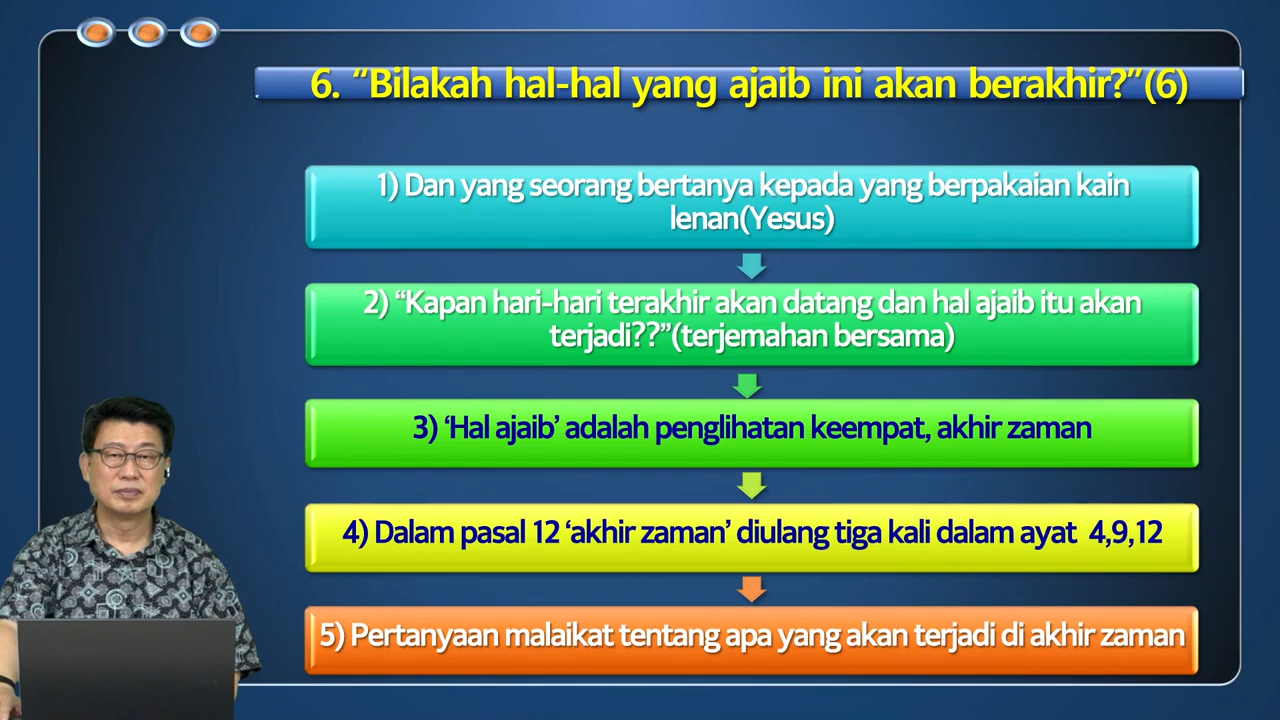 6. “Bilakah hal-hal yang ajaib ini akan berakhir?”(6)
1) Dan yang seorang bertanya kepada yang berpakaian kain
lenan(Yesus)
2) “Kapan hari-hari terakhir akan datang dan hal ajaib itu akan
terjadi??”(terjemahan bersama)
3) ‘Hal ajaib’ adalah penglihatan keempat, akhir zaman
4) Dalam pasal 12 ‘akhir zaman’ diulang tiga kali dalam ayat 4,9,12
5) Pertanyaan malaikat tentang apa yang akan terjadi di akhir zaman